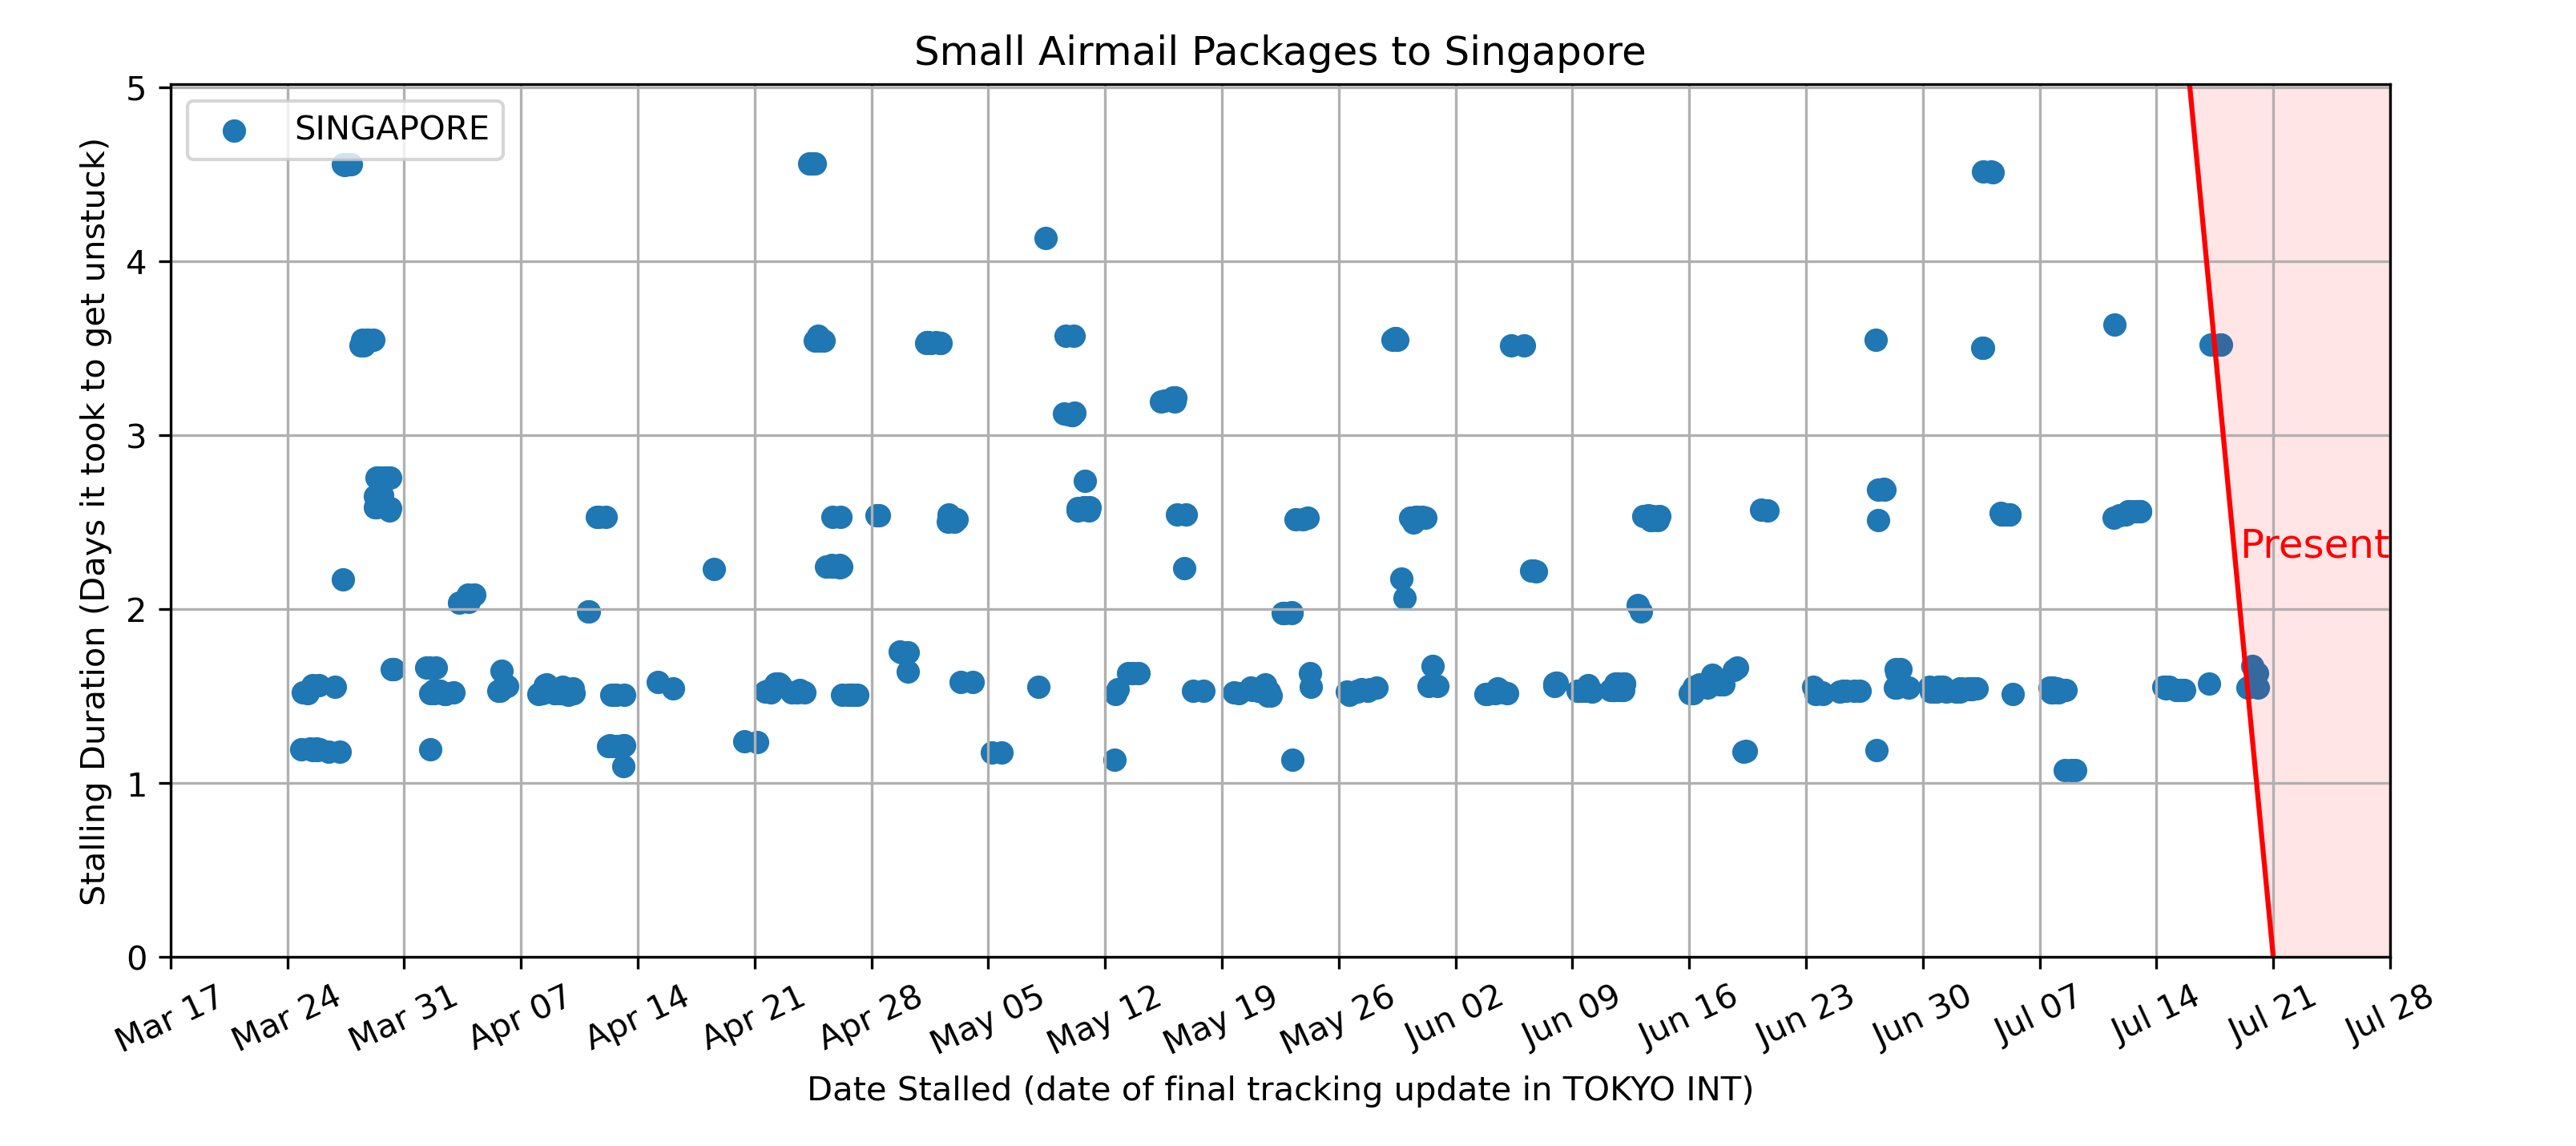 Small Airmail Packages to Singapore
SINGAPORE
Stalling Duration (Days it took to get unstuck)
5
4
3
2
1
0
Present
Mar 17
Mar 24
Mar 31
Apr 07
Apr 14
Apr 21
Apr 28
May 05
May 12
May 19
May 26
Jun 02
Jun 09
Jun 16
Jun 23
Jun 30
Jul 07
Jul 14
Jul 21
Jul 28
Date Stalled (date of final tracking update in TOKYO INT)